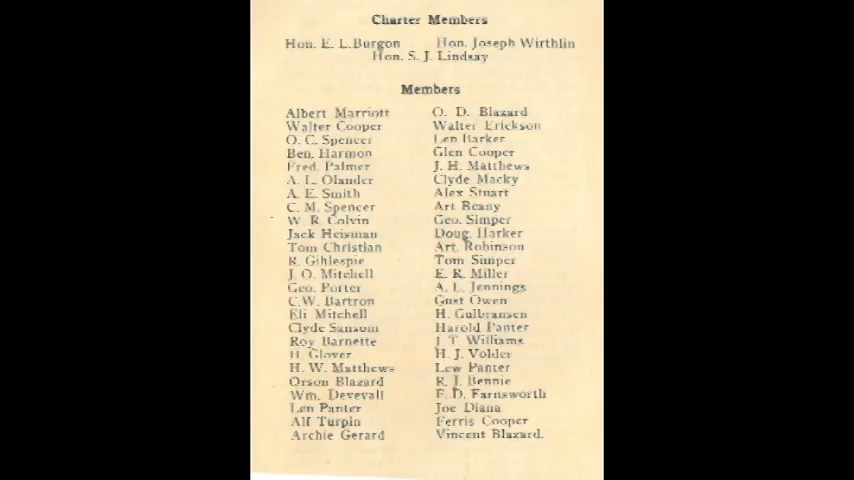 Charter Members
Hon. E. L. Burgon Hon. Joseph Wirthlin
Hon. S. J. Lindsay
Members
Albert Marriott O. D. Blazard
Walter Cooper Walter Erickson
O. C. Spencer Len Harker
Ben. Harmon Glen Cooper
Fred. Palmer J. H. Matthews
A. L. Olander Clyde Macky
A. E. Smith Alex Stuart
C. M. Spencer Art Beany
W. R. Colvin Geo. Simper
Jack Heisman Doug. Harker
Tom Christian Art. Robinson
R. Gihlespie Tom Simper
J. O. Mitchell E. R. Miller
Geo. Porter A. L. Jennings
C.W. Bartron Gust Owen
Eli Mitchell H. Gulbransen
Clyde Sansom Harold Panter
Roy Barnette J. T. Williams
H. Glover H. J. Volder
H. W. Matthews Lew Panter
Orson Blazard R. J. Bennie
Wm. Devevall F. D. Farnsworth
Len Panter Joe Diana
Alf Turpin Ferris Cooper
Archie Gerard Vincent Blazard.